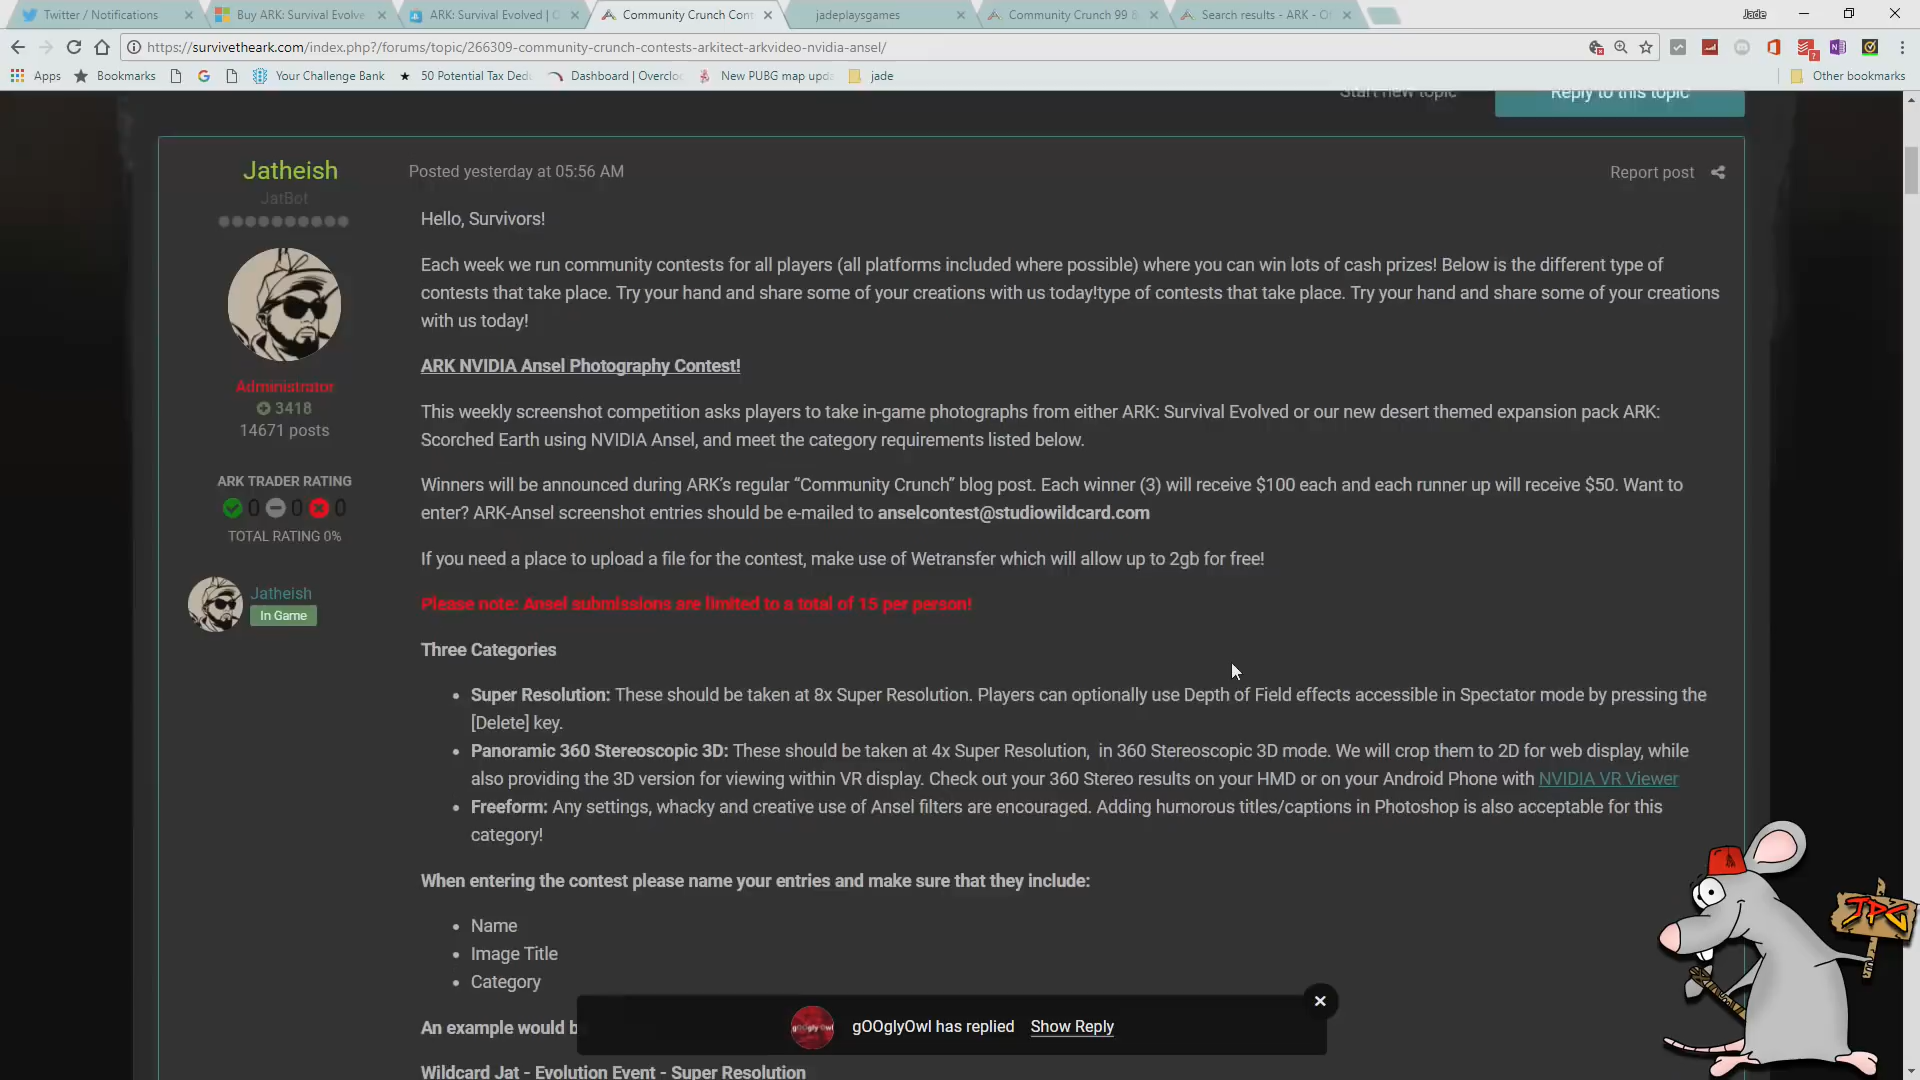 Twitter / Notifications
Buy ARK: Survival Evolve
ARK: Survival Evolved | C
Community Crunch Cont
jadeplaysgames
Community Crunch 99 &
Search results - ARK - O
Jade
https://survivetheark.com/index.php?/forums/topic/266309-community-crunch-contests-arkitect-arkvideo-nvidia-ansel/
Apps
Bookmarks
Your Challenge Bank
50 Potential Tax Ded
Dashboard | Overcloc
New PUBG map upda
jade
Other bookmarks
Start new topic
Reply to this topic
Jatheish
JatBot
Administrator
3418
14671 posts
ARK TRADER RATING
0 0 0
TOTAL RATING 0%
Jatheish
In Game
Posted yesterday at 05:56 AM
Report post
Hello, Survivors!
Each week we run community contests for all players (all platforms included where possible) where you can win lots of cash prizes! Below is the different type of
contests that take place. Try your hand and share some of your creations with us today!type of contests that take place. Try your hand and share some of your creations
with us today!
ARK NVIDIA Ansel Photography Contest!
This weekly screenshot competition asks players to take in-game photographs from either ARK: Survival Evolved or our new desert themed expansion pack ARK:
Scorched Earth using NVIDIA Ansel, and meet the category requirements listed below.
Winners will be announced during ARK's regular “Community Crunch” blog post. Each winner (3) will receive $100 each and each runner up will receive $50. Want to
enter? ARK-Ansel screenshot entries should be e-mailed to anselcontest@studiowildcard.com
If you need a place to upload a file for the contest, make use of Wetransfer which will allow up to 2gb for free!
Please note: Ansel submissions are limited to a total of 15 per person!
Three Categories
• Super Resolution: These should be taken at 8x Super Resolution. Players can optionally use Depth of Field effects accessible in Spectator mode by pressing the
[Delete] key.
• Panoramic 360 Stereoscopic 3D: These should be taken at 4x Super Resolution, in 360 Stereoscopic 3D mode. We will crop them to 2D for web display, while
also providing the 3D version for viewing within VR display. Check out your 360 Stereo results on your HMD or on your Android Phone with NVIDIA VR Viewer
• Freeform: Any settings, whacky and creative use of Ansel filters are encouraged. Adding humorous titles/captions in Photoshop is also acceptable for this
category!
When entering the contest please name your entries and make sure that they include:
• Name
• Image Title
• Category
An example would b
gOOglyOwl has replied Show Reply
Wildcard Jat - Evolution Event - Super Resolution
JPG